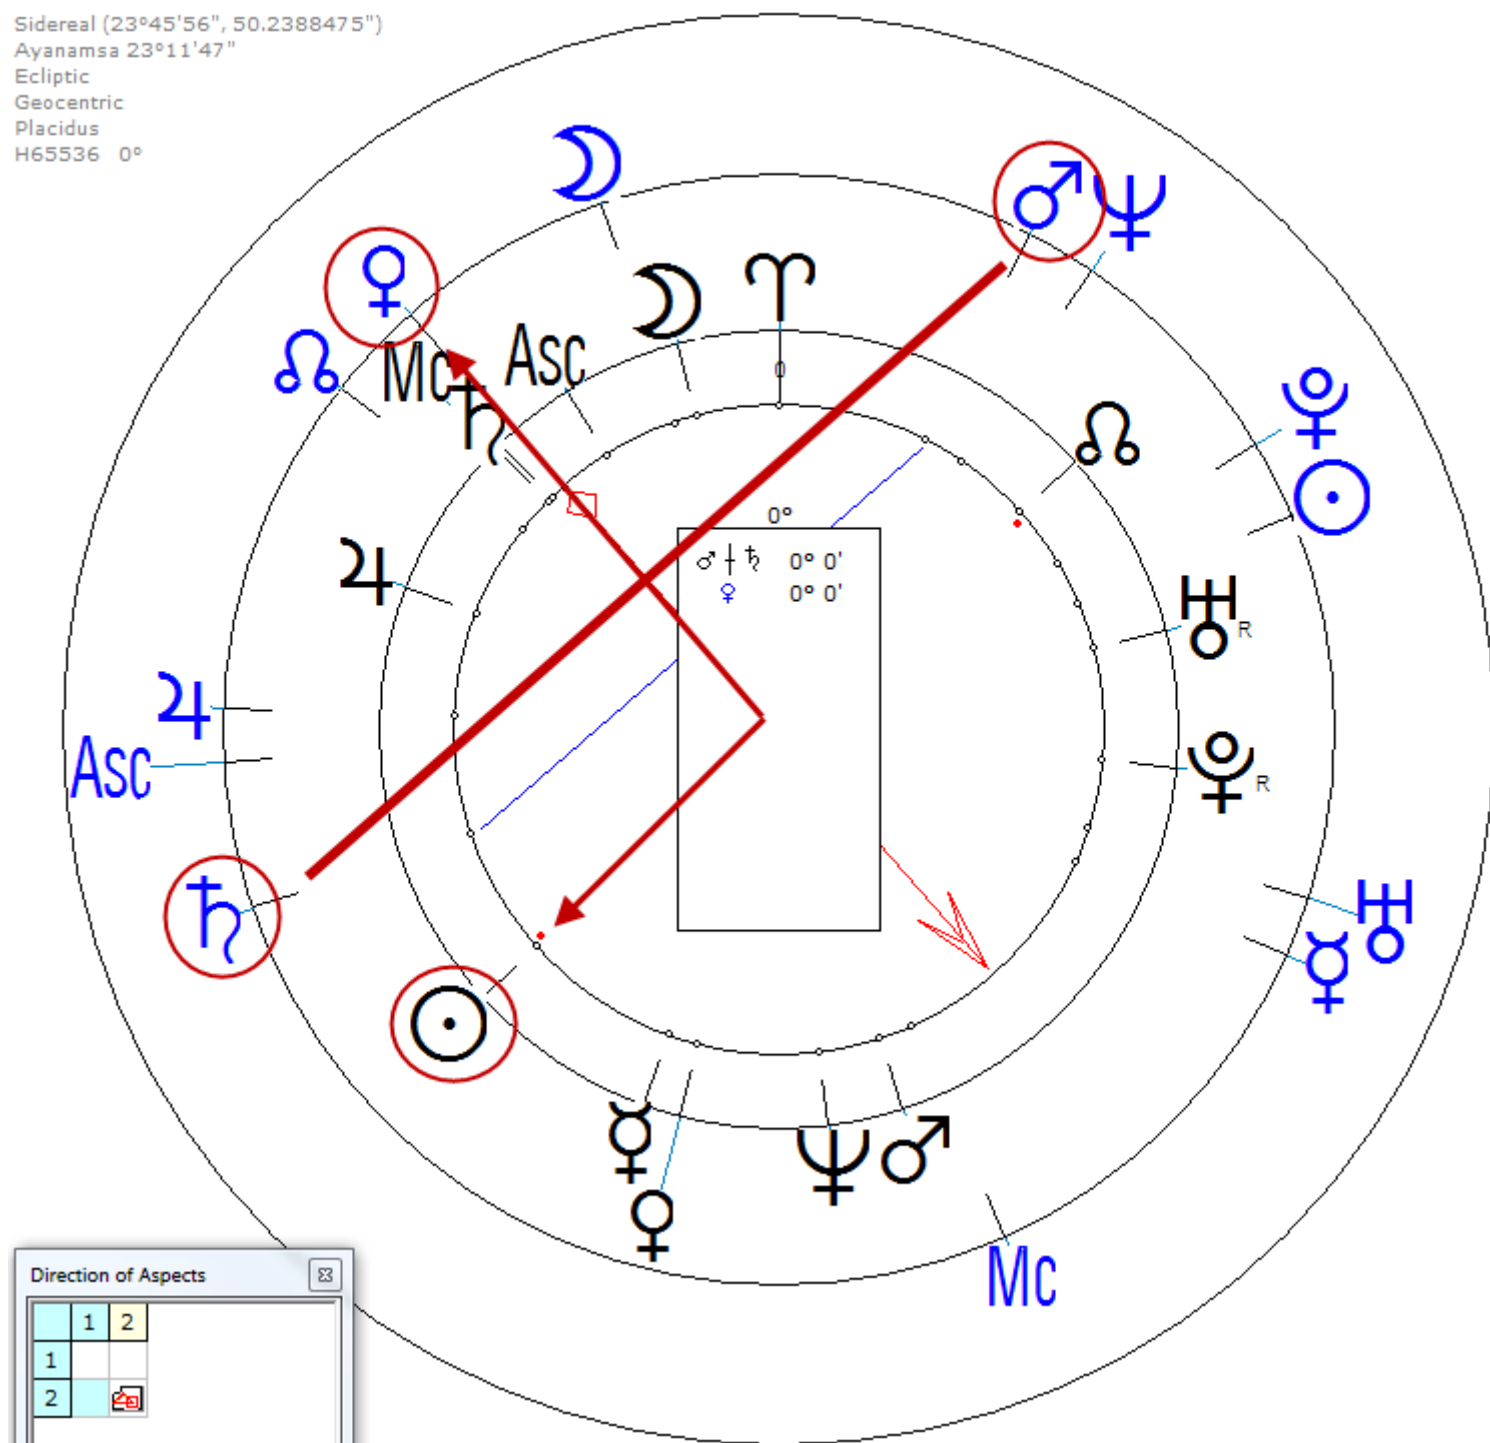 Sidereal (23°45'56", 50.2388475")
Ayanamsa 23°11'47"
Ecliptic
Geocentric
Placidus
H65536 0°
☽
♂ ♆
♀
☽ ♈
Asc
☊ Mc ♄
0
♇
☊
☉
0°
♂ ♄ 0° 0'
♀ 0° 0'
♃
♅ R
♃
Asc
♇ R
♄
♅
☿
☉
☿ ♆ ♂
♀
Mc
Direction of Aspects
1 2
1
2